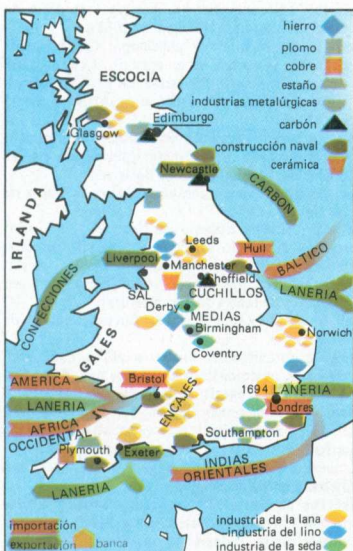 hierro
plomo
cobre
estaño
industrias metalúrgicas
carbón
construcción naval
cerámica
ESCOCIA
Edimburgo
Glasgow
Newcastle
CARBON
IRLANDA
Leeds
Hull
BALTICO
Liverpool
Manchester
Sheffield
LANERIA
CONFECCIONES
SAL
CUCHILLOS
Derby
MEDIAS
GALES
Birmingham
Norwich
Coventry
AMERICA
Bristol
ENCAJES
1694
LANERIA
LANERIA
Londres
AFRICA
OCCIDENTAL
Southampton
Plymouth
Exeter
INDIAS
ORIENTALES
LANERIA
importación
exportación
banca
industria de la lana
industria del lino
industria de la seda